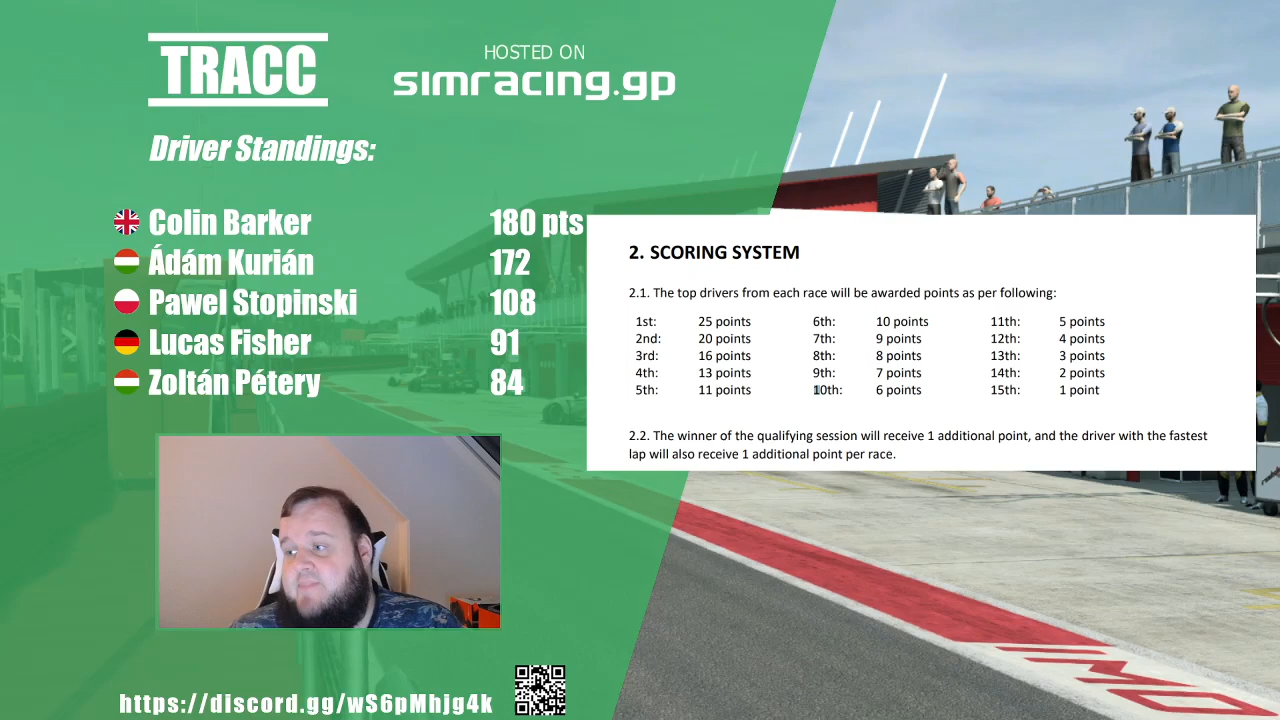 TRACC
HOSTED ON
simracing.gp
Driver Standings:
Colin Barker 180 pts
Ádám Kurián 172
Pawel Stopinski 108
Lucas Fisher 91
Zoltán Pétery 84
2. SCORING SYSTEM
2.1. The top drivers from each race will be awarded points as per following:
1st: 25 points 6th: 10 points 11th: 5 points
2nd: 20 points 7th: 9 points 12th: 4 points
3rd: 16 points 8th: 8 points 13th: 3 points
4th: 13 points 9th: 7 points 14th: 2 points
5th: 11 points 10th: 6 points 15th: 1 point
2.2. The winner of the qualifying session will receive 1 additional point, and the driver with the fastest
lap will also receive 1 additional point per race.
IMO
https://discord.gg/wS6pMhjg4k